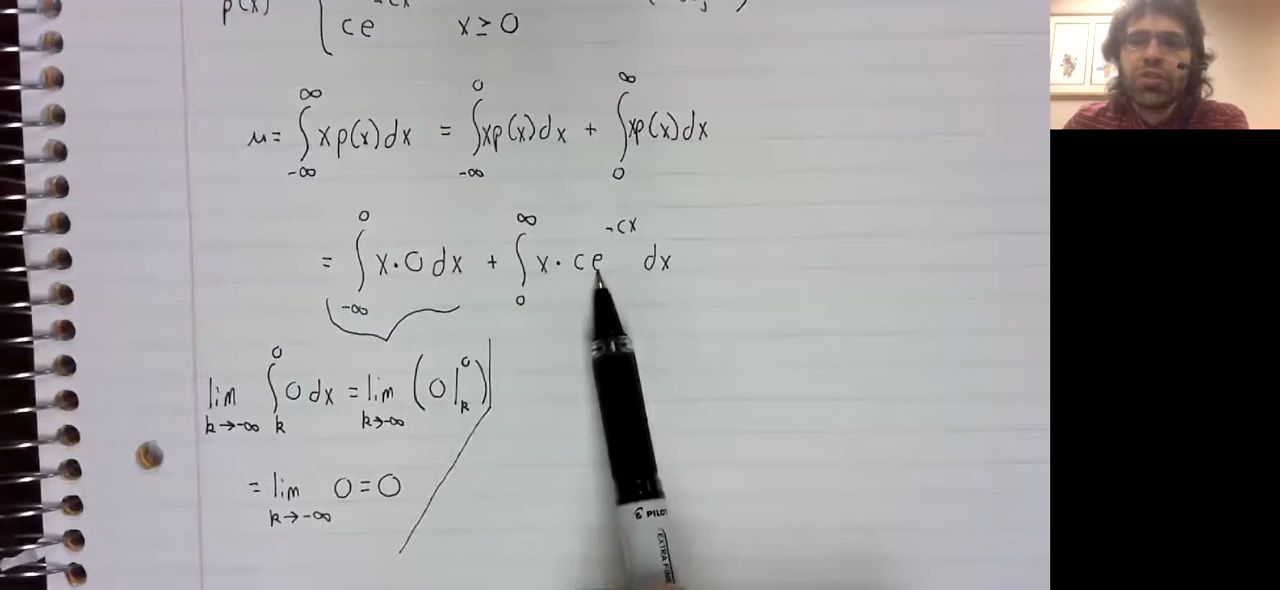 p(x) { ce^{-cx} x ≥ 0
μ = ∫_{-∞}^{∞} x p(x) dx = ∫_{-∞}^{0} x p(x) dx + ∫_{0}^{∞} x p(x) dx
= ∫_{-∞}^{0} x · 0 dx + ∫_{0}^{∞} x · c e^{-cx} dx
lim_{k→-∞} ∫_{k}^{0} 0 dx = lim_{k→-∞} (0 |_{k}^{0})
= lim_{k→-∞} 0 = 0
PILOT
EXTRA FINE